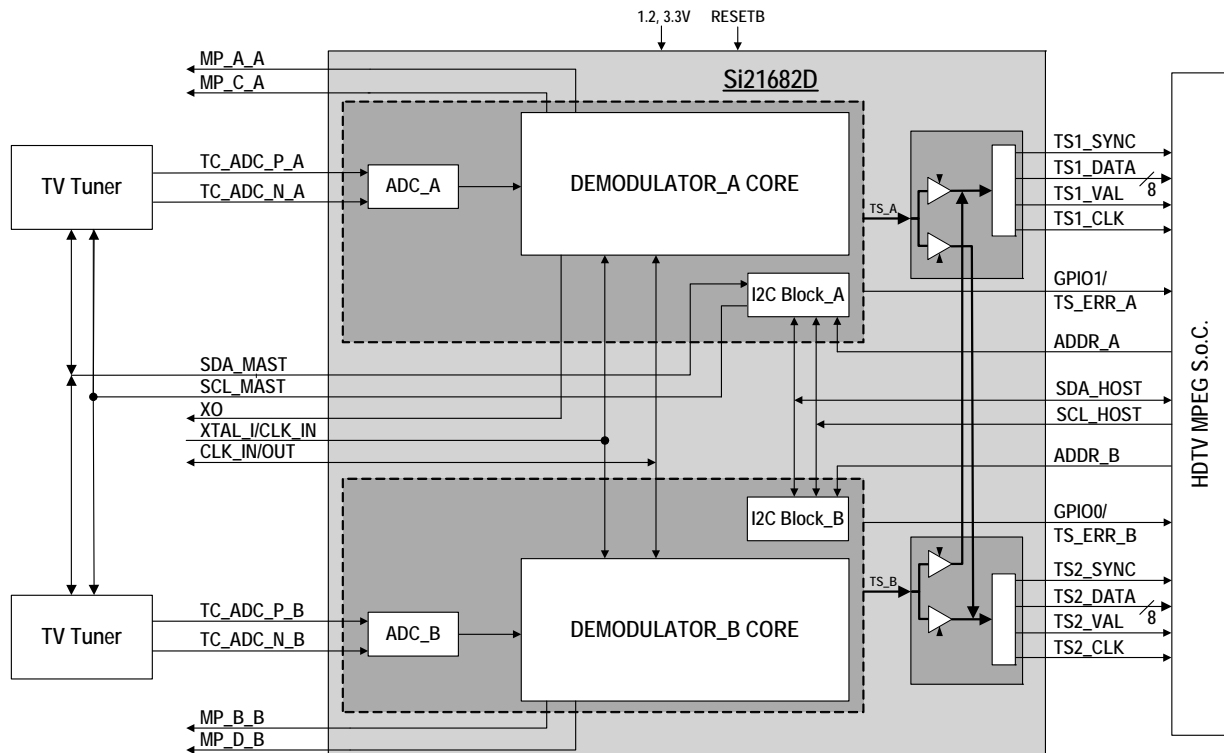 1.2, 3.3V
RESETB
Si21682D
MP_A_A
MP_C_A
TV Tuner
TC_ADC_P_A
TC_ADC_N_A
ADC_A
DEMODULATOR_A CORE
TS_A
TS1_SYNC
TS1_DATA
8
TS1_VAL
TS1_CLK
I2C Block_A
GPIO1/
TS_ERR_A
ADDR_A
SDA_MAST
SCL_MAST
XO
XTAL_I/CLK_IN
CLK_IN/OUT
SDA_HOST
SCL_HOST
ADDR_B
HDTV MPEG S.o.C.
I2C Block_B
GPIO0/
TS_ERR_B
TV Tuner
TC_ADC_P_B
TC_ADC_N_B
ADC_B
DEMODULATOR_B CORE
TS_B
TS2_SYNC
TS2_DATA
8
TS2_VAL
TS2_CLK
MP_B_B
MP_D_B